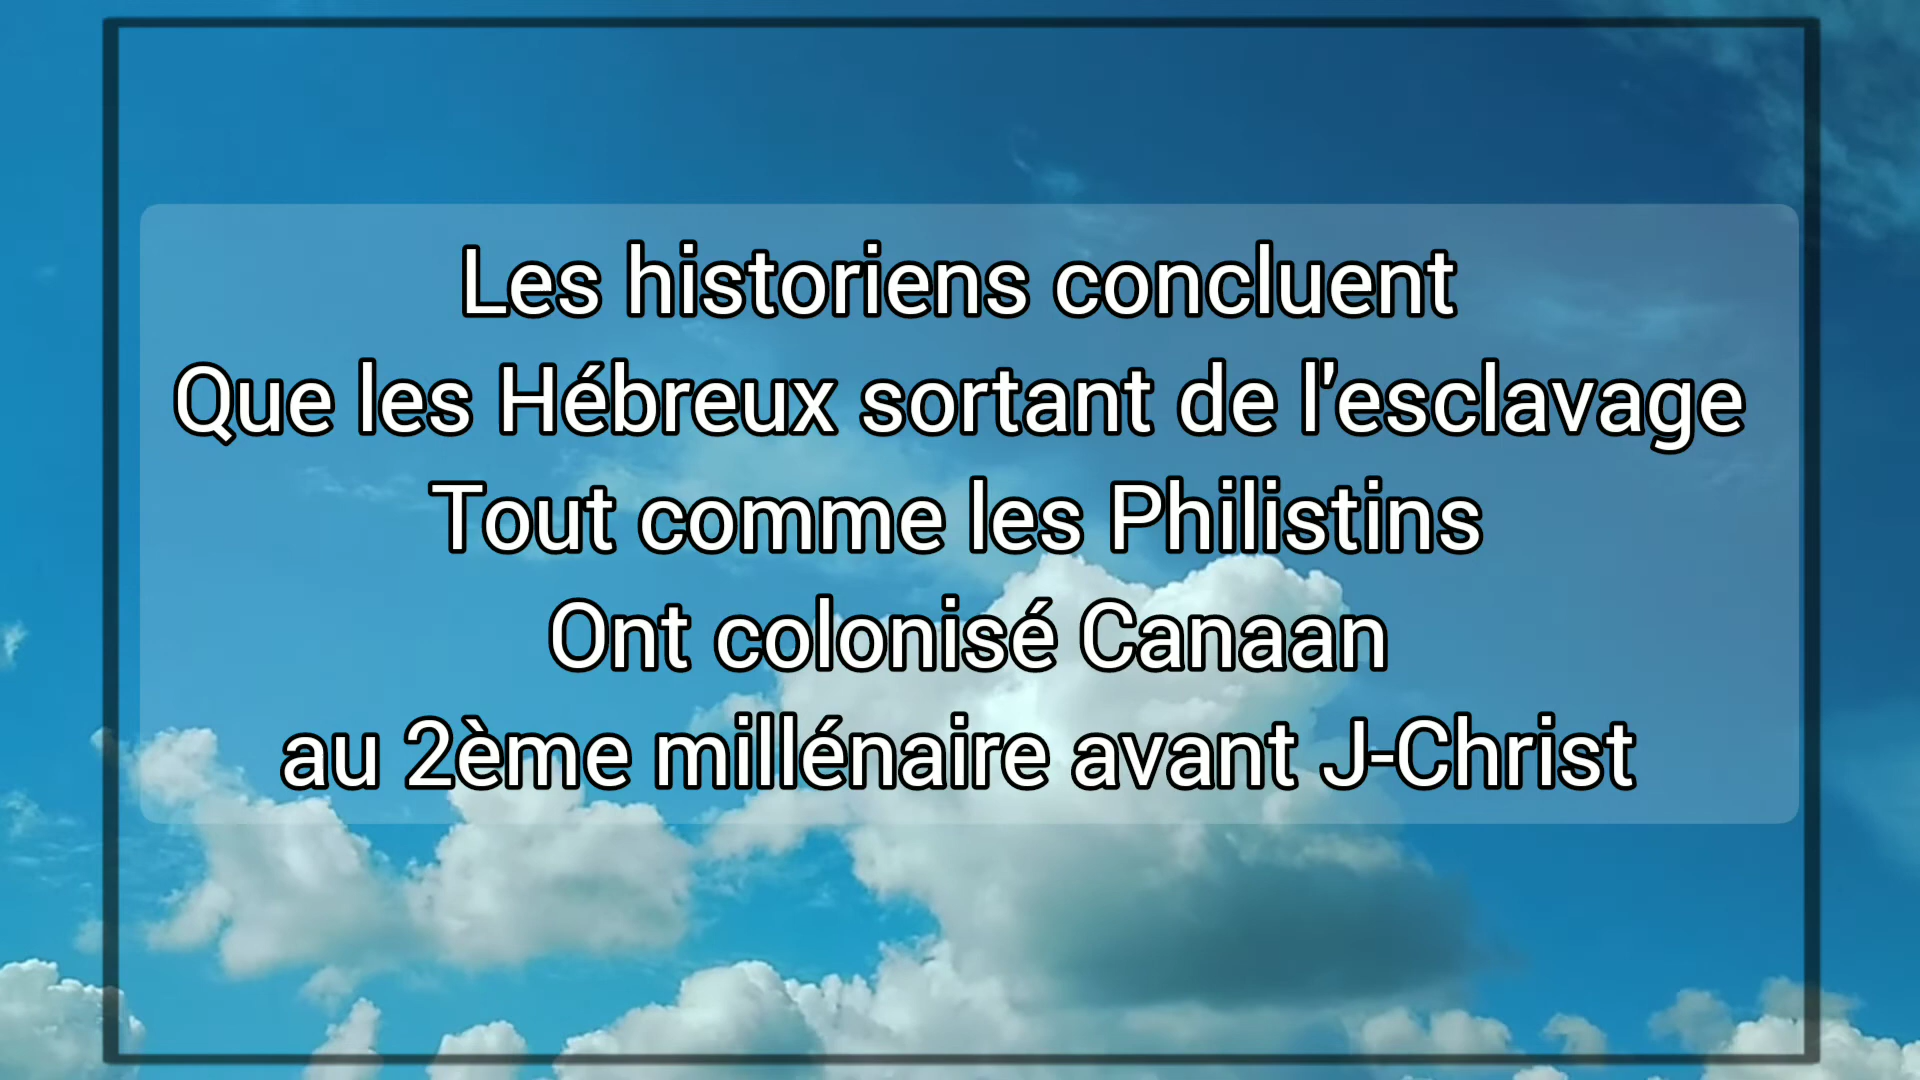 Les historiens concluent
Que les Hébreux sortant de l'esclavage
Tout comme les Philistins
Ont colonisé Canaan
au 2ème millénaire avant J-Christ